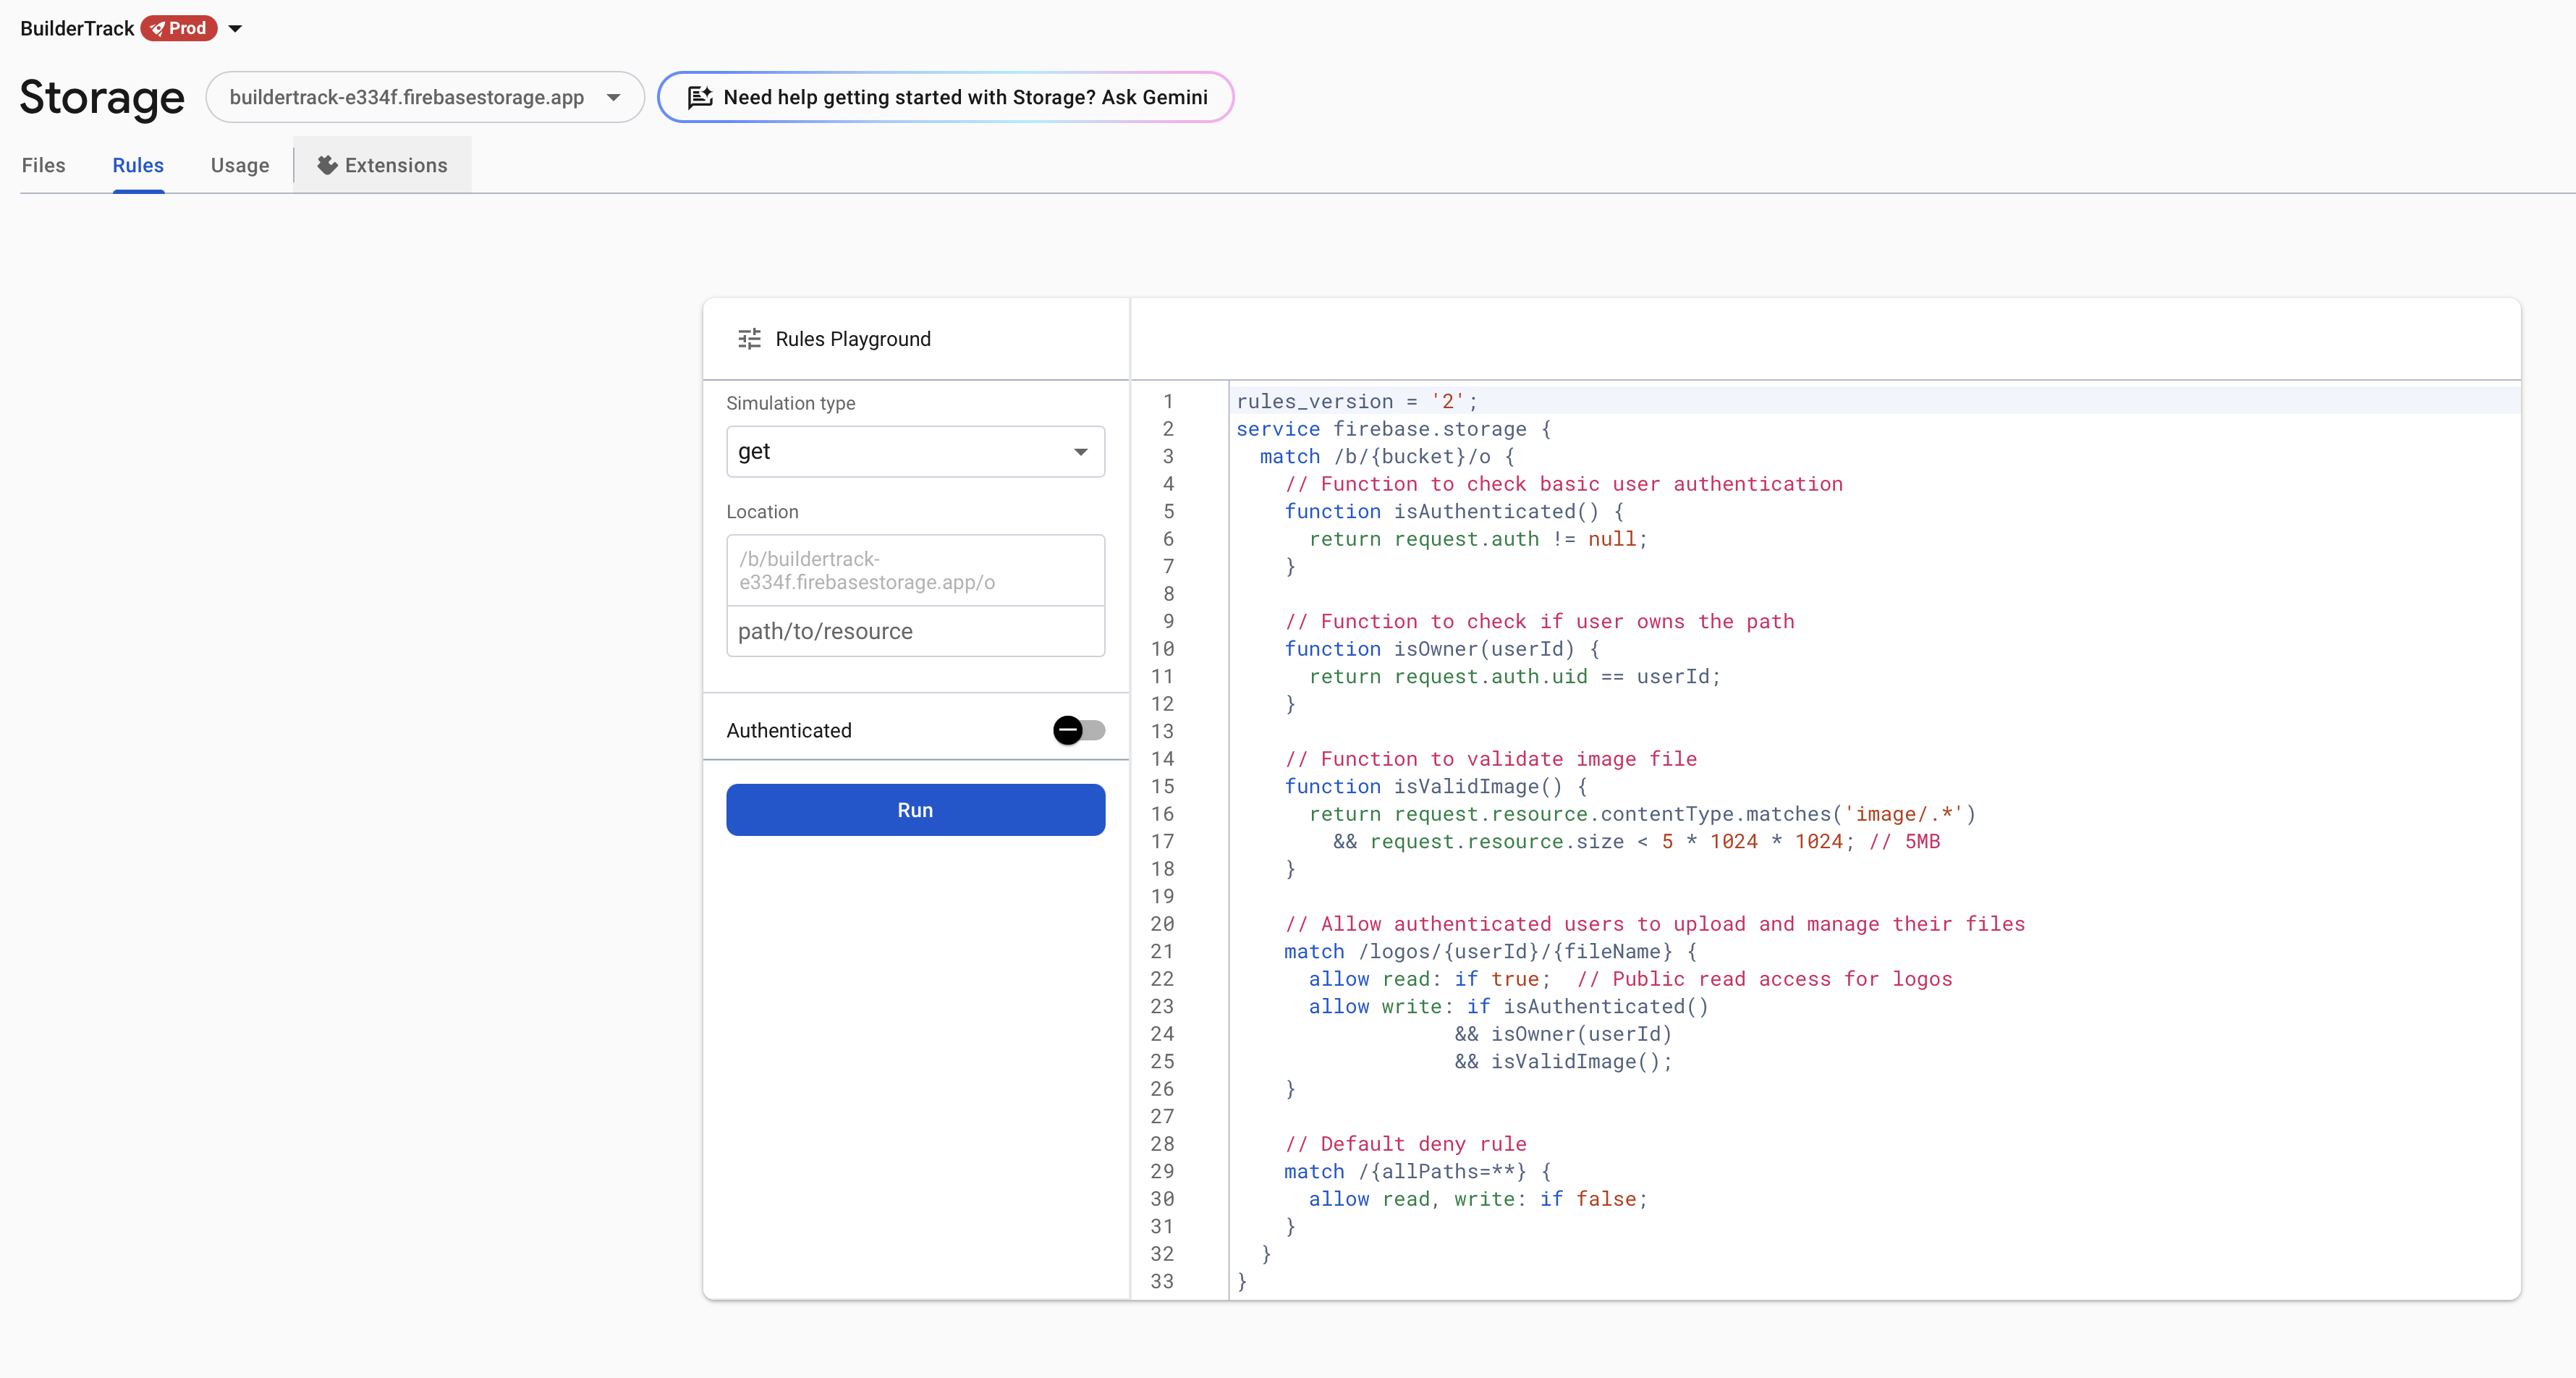 BuilderTrack Prod
Storage buildertrack-e334f.firebasestorage.app Need help getting started with Storage? Ask Gemini
Files Rules Usage Extensions
Rules Playground
Simulation type
get
Location
/b/buildertrack-
e334f.firebasestorage.app/o
path/to/resource
Authenticated
Run
1 rules_version = '2';
2 service firebase.storage {
3   match /b/{bucket}/o {
4     // Function to check basic user authentication
5     function isAuthenticated() {
6       return request.auth != null;
7     }
8
9     // Function to check if user owns the path
10     function isOwner(userId) {
11       return request.auth.uid == userId;
12     }
13
14     // Function to validate image file
15     function isValidImage() {
16       return request.resource.contentType.matches('image/.*')
17         && request.resource.size < 5 * 1024 * 1024; // 5MB
18     }
19
20     // Allow authenticated users to upload and manage their files
21     match /logos/{userId}/{fileName} {
22       allow read: if true;  // Public read access for logos
23       allow write: if isAuthenticated()
24                   && isOwner(userId)
25                   && isValidImage();
26     }
27
28     // Default deny rule
29     match /{allPaths=**} {
30       allow read, write: if false;
31     }
32   }
33 }